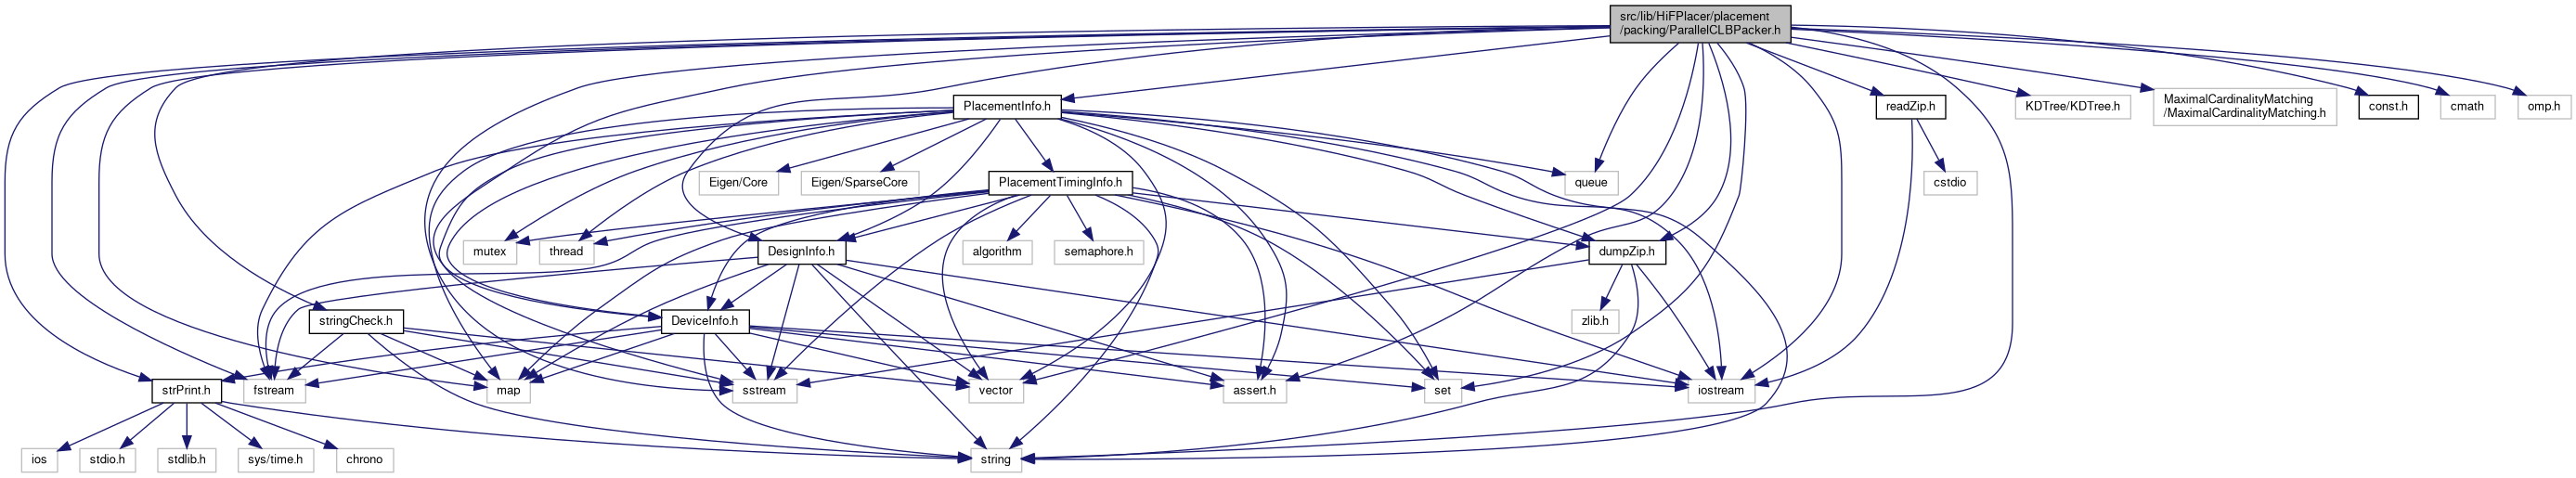 src/lib/HiFPlacer/placement
/packing/ParallelCLBPacker.h
PlacementInfo.h
readZip.h
KDTree/KDTree.h
MaximalCardinalityMatching
/MaximalCardinalityMatching.h
const.h
cmath
omp.h
Eigen/Core
Eigen/SparseCore
PlacementTimingInfo.h
queue
cstdio
mutex
thread
DesignInfo.h
algorithm
semaphore.h
dumpZip.h
stringCheck.h
DeviceInfo.h
zlib.h
strPrint.h
fstream
map
sstream
vector
assert.h
set
iostream
ios
stdio.h
stdlib.h
sys/time.h
chrono
string